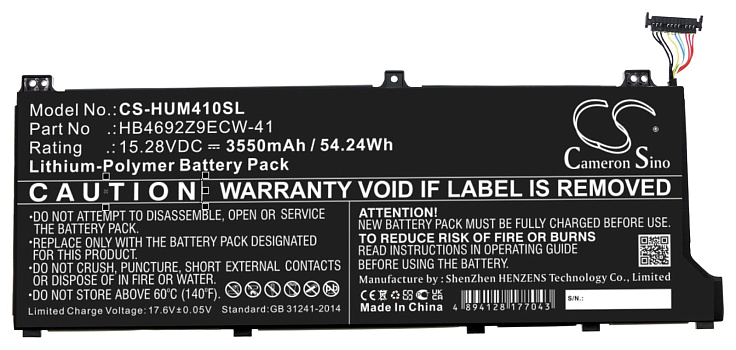 Model No.:CS-HUM410SL
Part No :HB4692Z9ECW-41
Rating :15.28VDC ⎓ 3550mAh / 54.24Wh
Lithium-Polymer Battery Pack
CS
Cameron Sino
CAUTION WARRANTY VOID IF LABEL IS REMOVED
•DO NOT ATTEMPT TO DISASSEMBLE, OPEN OR SERVICE
THE BATTERY PACK.
•REPLACE ONLY WITH THE BATTERY PACK DESIGNATED
FOR THIS PRODUCT.
•DO NOT CRUSH, PUNCTURE, SHORT EXTERNAL CONTACTS
OR DISPOSE OF IN FIRE OR WATER.
•DO NOT STORE ABOVE 60°C (140°F).
Limited Charge Voltage:17.6V±0.05V Standard:GB 31241-2014
ATTENTION!
NEW BATTERY PACK MUST BE FULLY CHARGED BEFORE USE.
TO REDUCE RISK OF FIRE OR BURNS
READ INSTRUCTIONS IN OPERATING GUIDE
BEFORE USING THE BATTERY.
Manufacture by : ShenZhen HENZENS Technology Co., Limited
Made In China
4 894128 177043
S/N.: